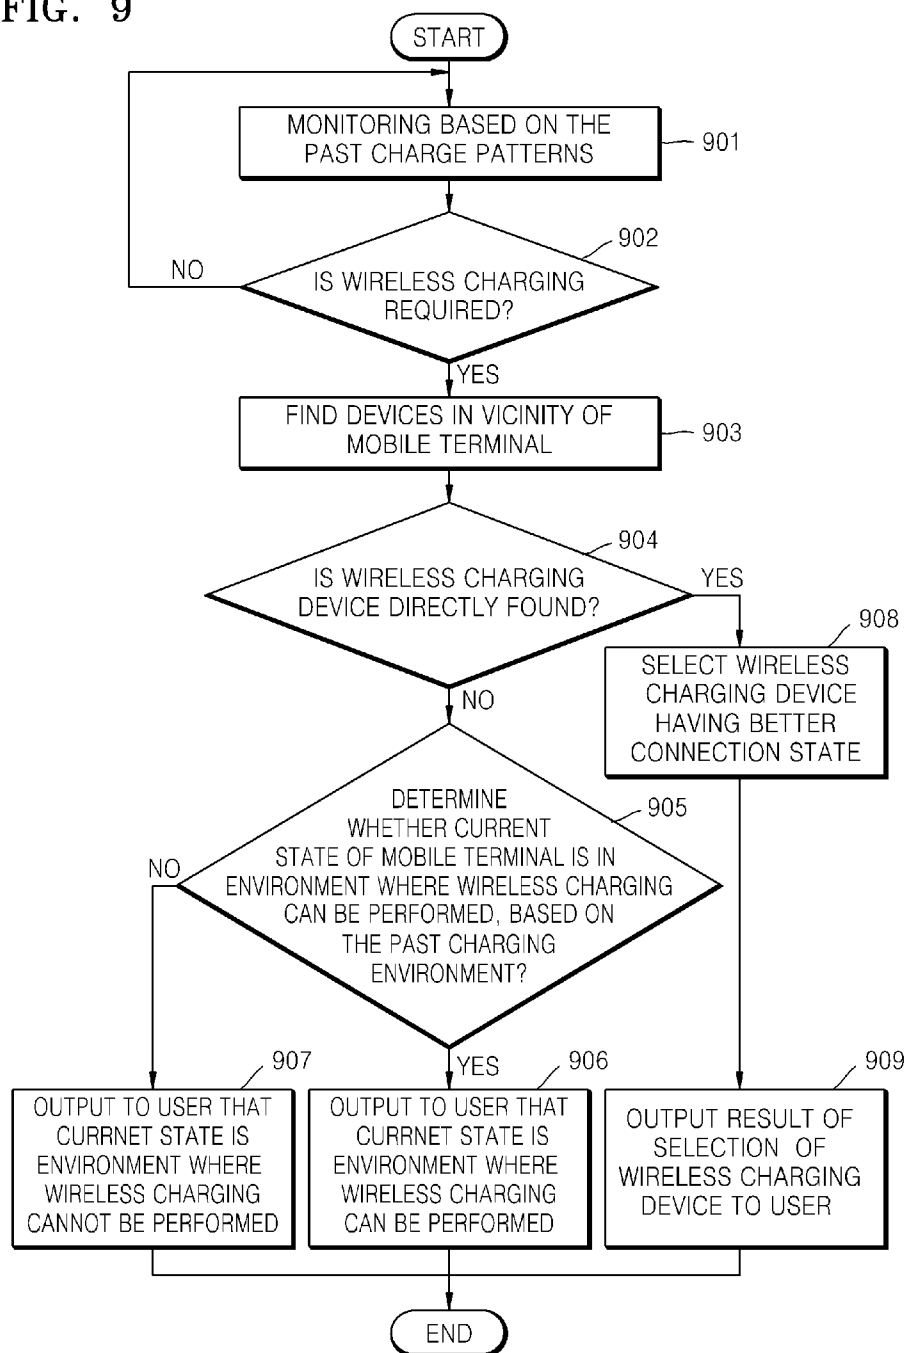 FIG. 9
START
MONITORING BASED ON THE
PAST CHARGE PATTERNS
901
902
NO
IS WIRELESS CHARGING
REQUIRED?
YES
FIND DEVICES IN VICINITY OF
MOBILE TERMINAL
903
904
IS WIRELESS CHARGING
DEVICE DIRECTLY FOUND?
YES
908
SELECT WIRELESS
CHARGING DEVICE
HAVING BETTER
CONNECTION STATE
NO
905
DETERMINE
WHETHER CURRENT
STATE OF MOBILE TERMINAL IS IN
ENVIRONMENT WHERE WIRELESS CHARGING
CAN BE PERFORMED, BASED ON
THE PAST CHARGING
ENVIRONMENT?
NO
YES
907
OUTPUT TO USER THAT
CURRNET STATE IS
ENVIRONMENT WHERE
WIRELESS CHARGING
CANNOT BE PERFORMED
906
OUTPUT TO USER THAT
CURRNET STATE IS
ENVIRONMENT WHERE
WIRELESS CHARGING
CAN BE PERFORMED
909
OUTPUT RESULT OF
SELECTION OF
WIRELESS CHARGING
DEVICE TO USER
END